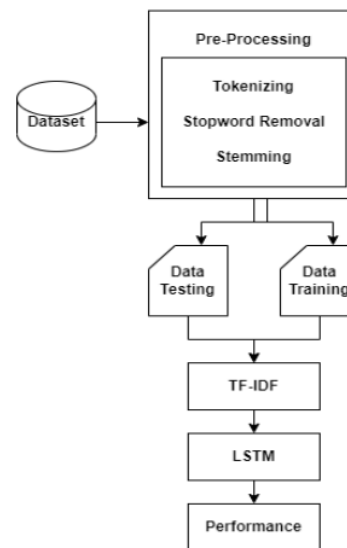 Pre-Processing
Tokenizing
Dataset
Stopword Removal
Stemming
Data
Testing
Data
Training
TF-IDF
LSTM
Performance